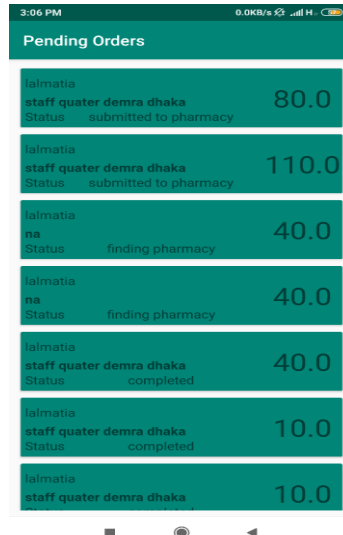 3:06 PM 0.0KB/s H
Pending Orders
lalmatia
staff quater demra dhaka 80.0
Status submitted to pharmacy
lalmatia
staff quater demra dhaka 110.0
Status submitted to pharmacy
lalmatia
na 40.0
Status finding pharmacy
lalmatia
na 40.0
Status finding pharmacy
lalmatia
staff quater demra dhaka 40.0
Status completed
lalmatia
staff quater demra dhaka 10.0
Status completed
lalmatia
staff quater demra dhaka 10.0